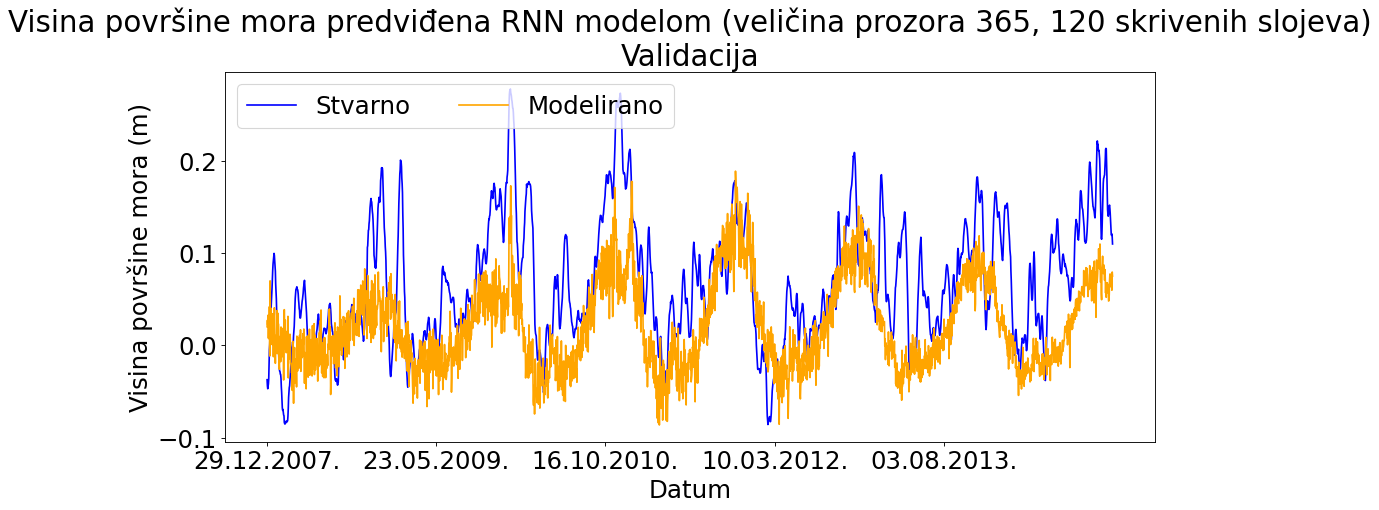 Visina površine mora predviđena RNN modelom (veličina prozora 365, 120 skrivenih slojeva)
Validacija
Stvarno
Modelirano
Visina površine mora (m)
0.2
0.1
0.0
−0.1
29.12.2007.
23.05.2009.
16.10.2010.
10.03.2012.
03.08.2013.
Datum